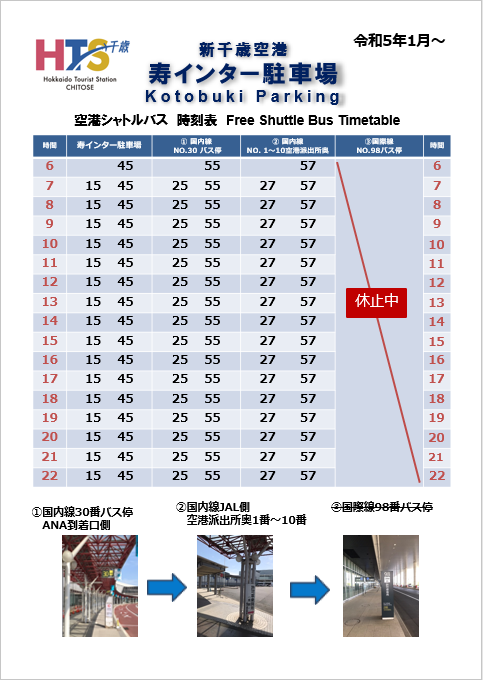 令和5年1月～
HTS 千歳
Hokkaido Tourist Station
CHITOSE
新千歳空港
寿インター駐車場
Kotobuki Parking
空港シャトルバス 時刻表 Free Shuttle Bus Timetable
時間 寿インター駐車場 ① 国内線 NO.30 バス停 ② 国内線 NO. 1～10空港派出所奥 ③国際線 NO.98バス停 時間
6 45 55 57 6
7 15 45 25 55 27 57 7
8 15 45 25 55 27 57 8
9 15 45 25 55 27 57 9
10 15 45 25 55 27 57 10
11 15 45 25 55 27 57 11
12 15 45 25 55 27 57 12
13 15 45 25 55 27 57 休止中 13
14 15 45 25 55 27 57 14
15 15 45 25 55 27 57 15
16 15 45 25 55 27 57 16
17 15 45 25 55 27 57 17
18 15 45 25 55 27 57 18
19 15 45 25 55 27 57 19
20 15 45 25 55 27 57 20
21 15 45 25 55 27 57 21
22 15 45 25 55 27 57 22
①国内線30番バス停
ANA到着口側
②国内線JAL側
空港派出所奥1番～10番
国際線98番バス停